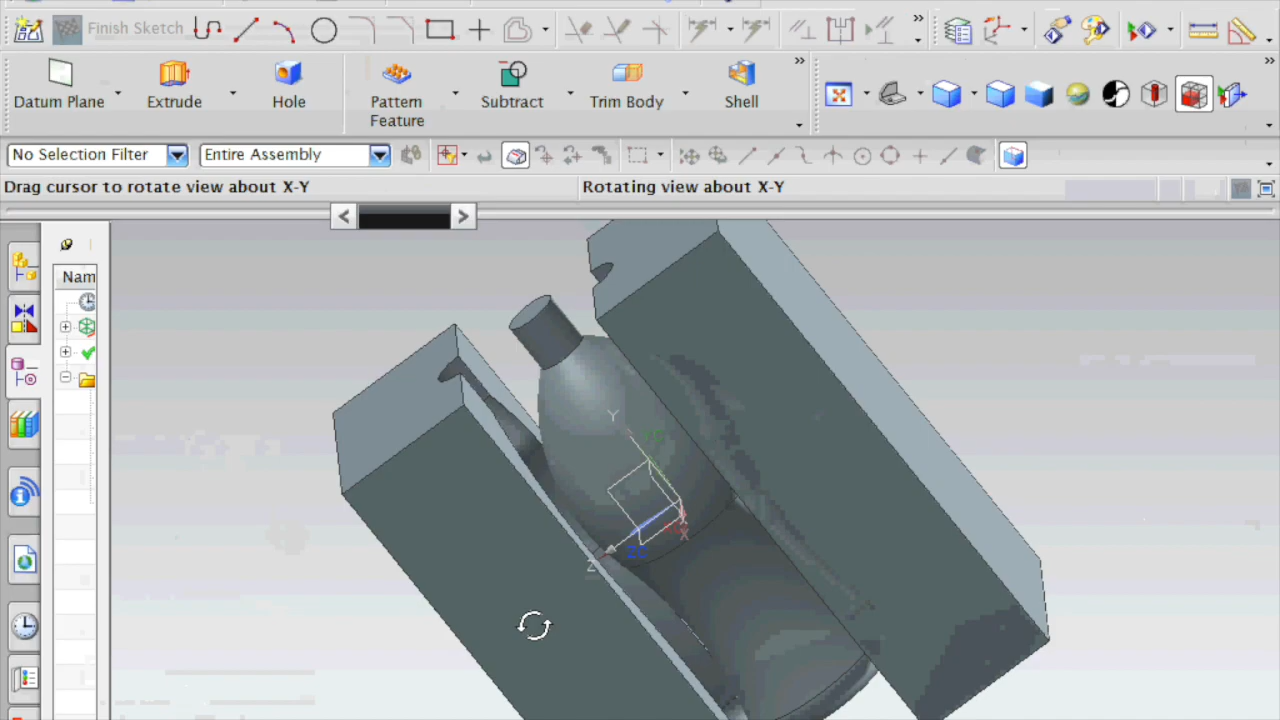 Finish Sketch
Datum Plane
Extrude
Hole
Pattern
Feature
Subtract
Trim Body
Shell
No Selection Filter
Entire Assembly
Drag cursor to rotate view about X-Y
Rotating view about X-Y
Nam
Y
X
ZC
Z